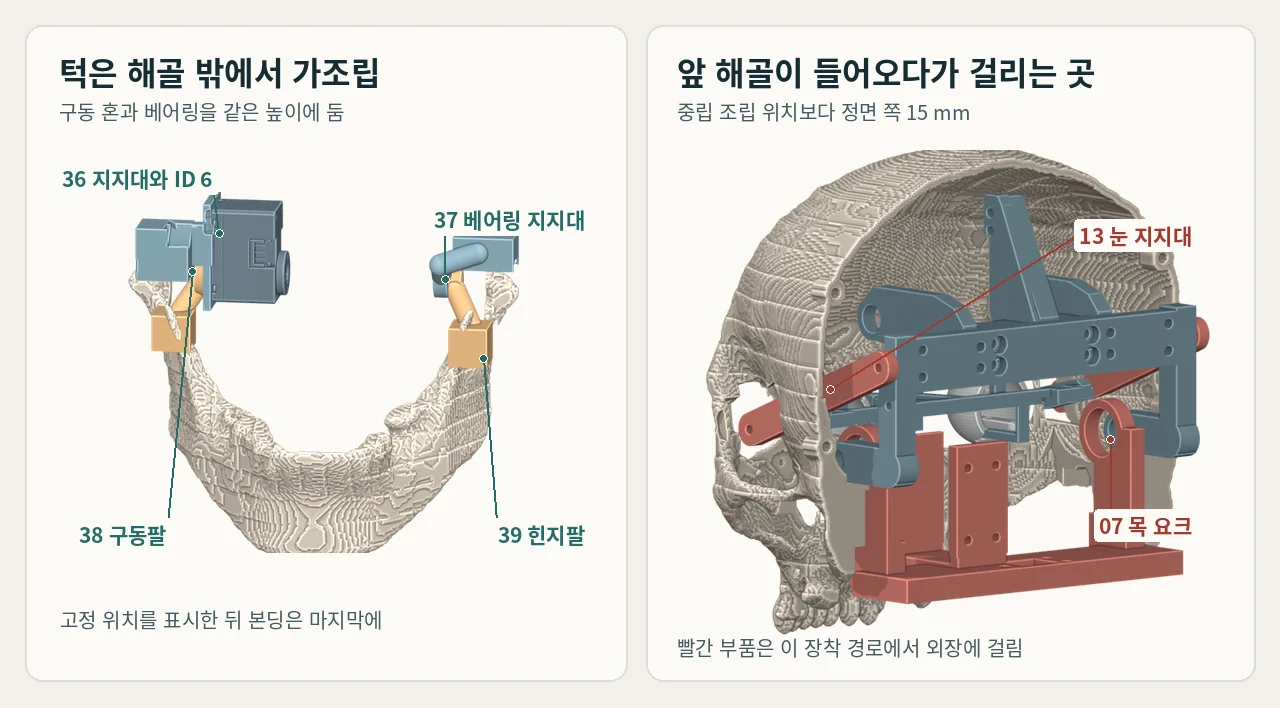 턱은 해골 밖에서 가조립
구동 혼과 베어링을 같은 높이에 둠
36 지지대와 ID 6
37 베어링 지지대
E
38 구동팔
39 힌지팔
고정 위치를 표시한 뒤 본딩은 마지막에
앞 해골이 들어오다가 걸리는 곳
중립 조립 위치보다 정면 쪽 15 mm
13 눈 지지대
07 목 요크
빨간 부품은 이 장착 경로에서 외장에 걸림